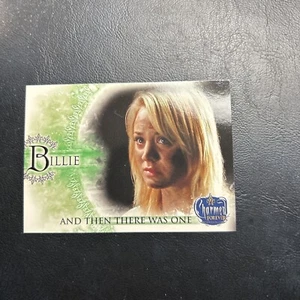 BILLIE
AND THEN THERE WAS ONE
Charmed
FOREVER